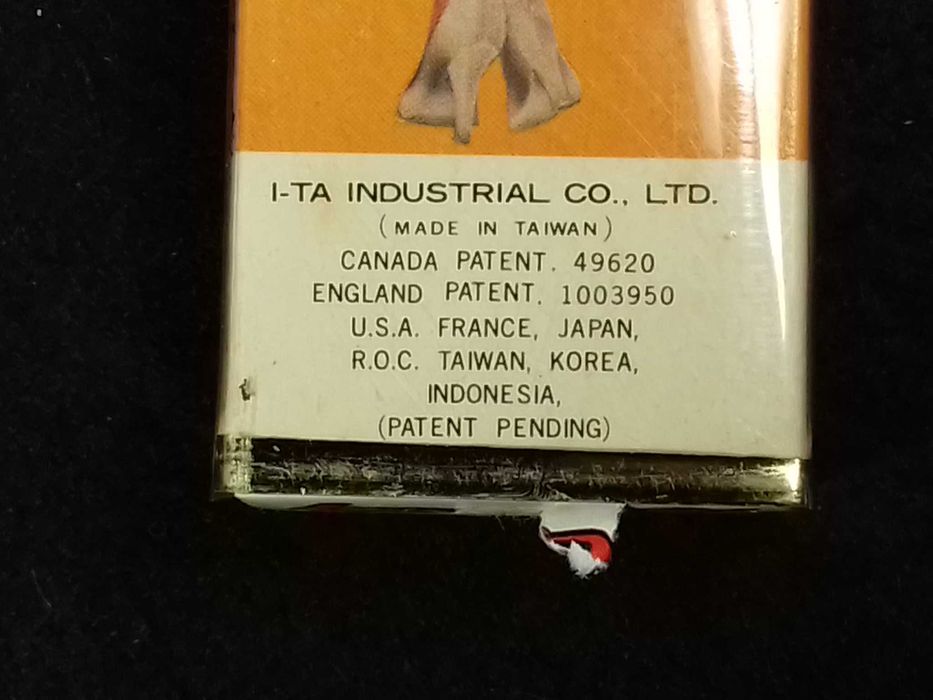 I-TA INDUSTRIAL CO., LTD.
(MADE IN TAIWAN)
CANADA PATENT. 49620
ENGLAND PATENT. 1003950
U.S.A. FRANCE, JAPAN,
R.O.C. TAIWAN, KOREA,
INDONESIA,
(PATENT PENDING)